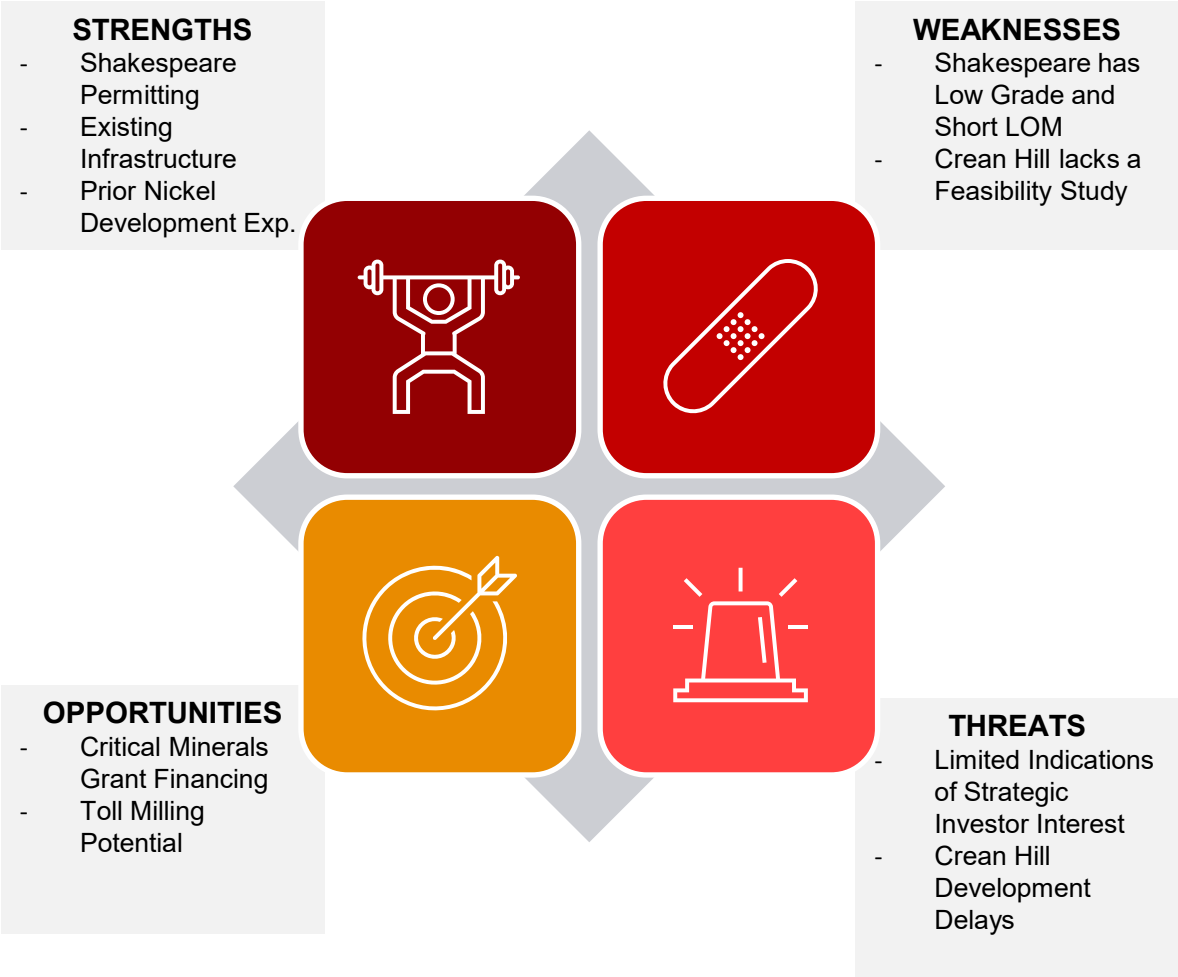 STRENGTHS
- Shakespeare
Permitting
- Existing
Infrastructure
- Prior Nickel
Development Exp.
WEAKNESSES
- Shakespeare has
Low Grade and
Short LOM
- Crean Hill lacks a
Feasibility Study
OPPORTUNITIES
- Critical Minerals
Grant Financing
- Toll Milling
Potential
THREATS
- Limited Indications
of Strategic
Investor Interest
- Crean Hill
Development
Delays